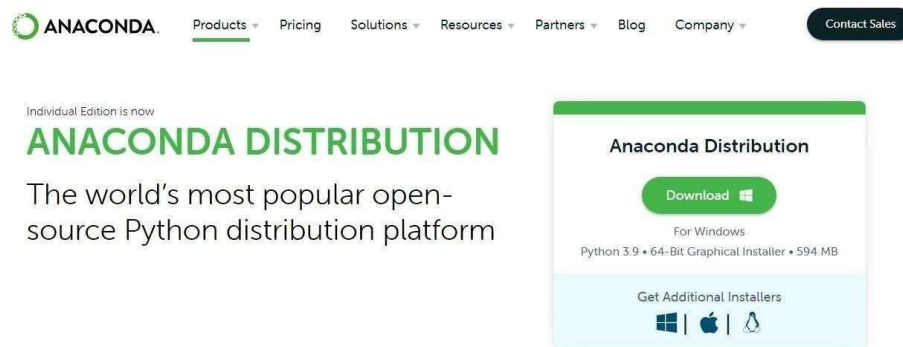 ANACONDA.
Products
Pricing
Solutions
Resources
Partners
Blog
Company
Contact Sales
Individual Edition is now
ANACONDA DISTRIBUTION
The world's most popular open-
source Python distribution platform
Anaconda Distribution
Download
For Windows
Python 3.9 • 64-Bit Graphical Installer • 594 MB
Get Additional Installers